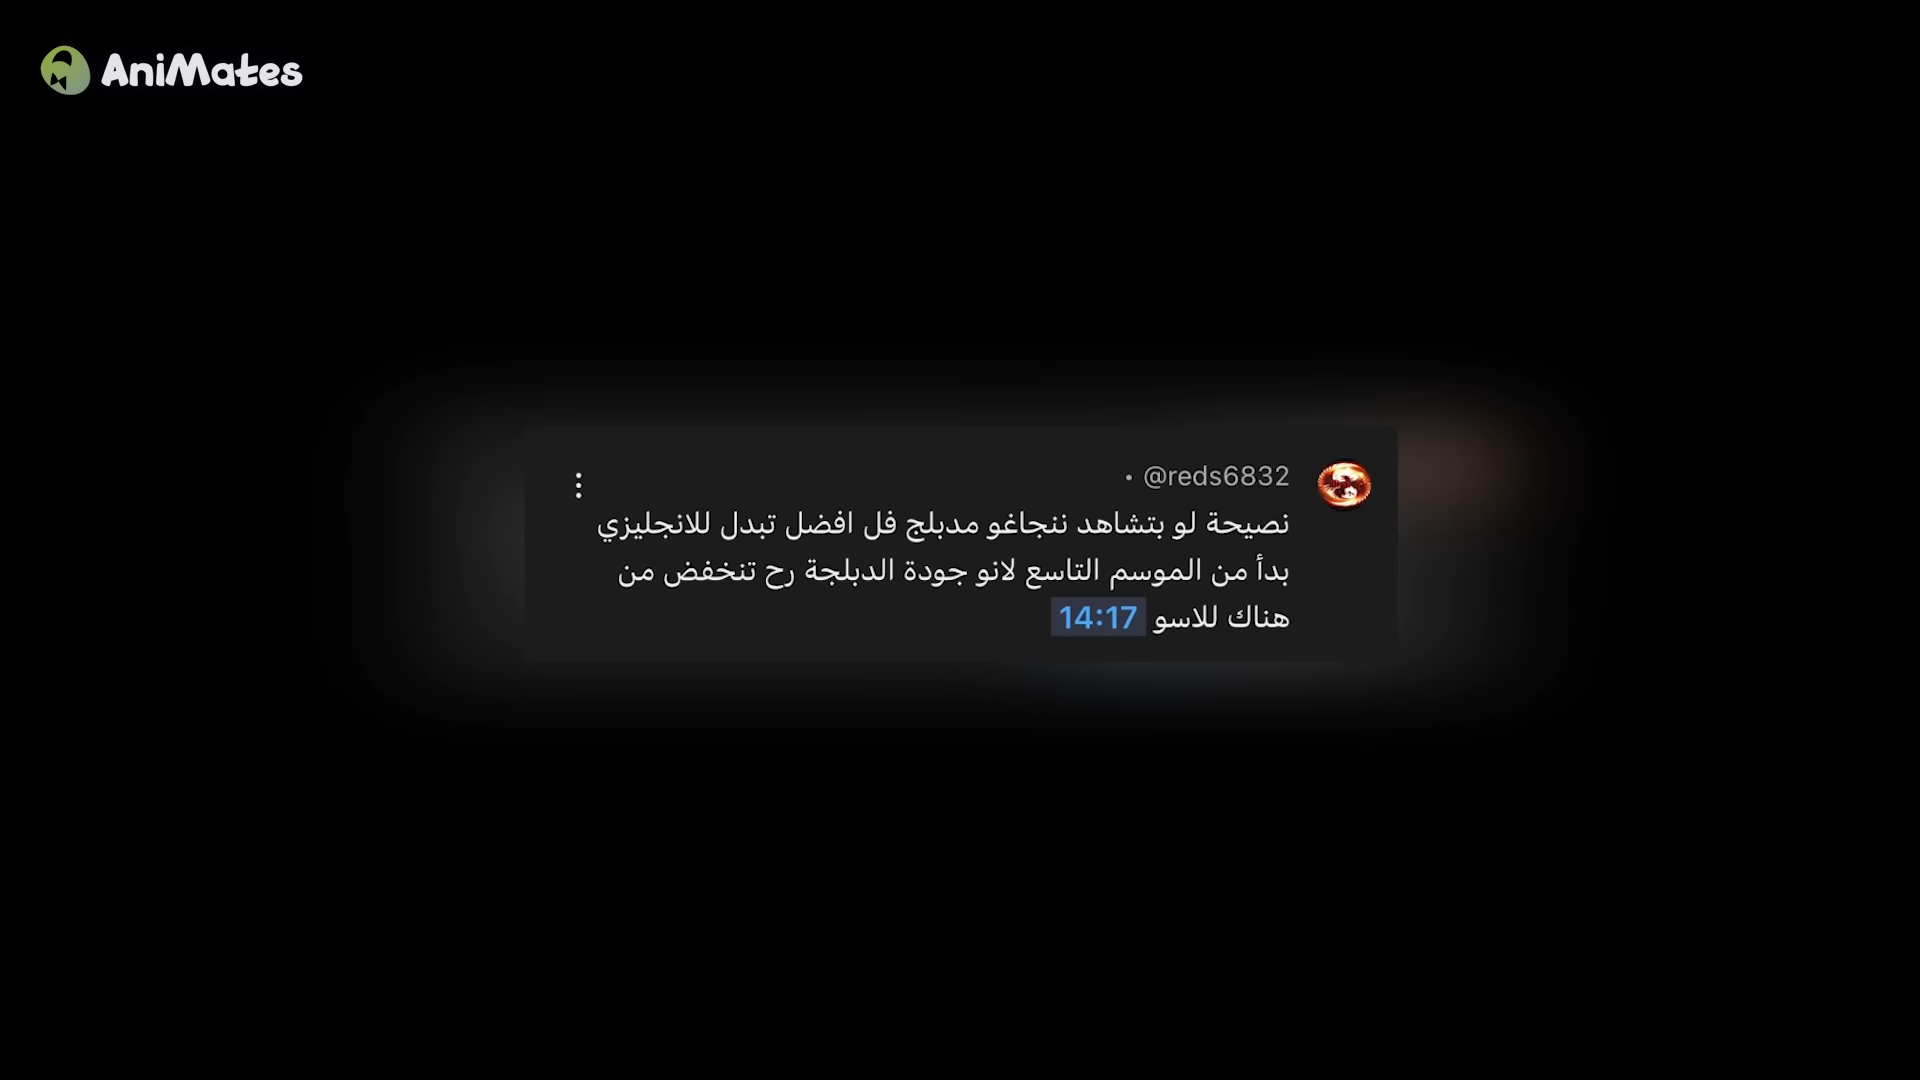 AniMates
@reds6832 •
نصيحة لو بتشاهد ننجاغو مدبلج فل افضل تبدل للانجليزي
بدأ من الموسم التاسع لانو جودة الدبلجة رح تنخفض من
هناك للاسو 14:17